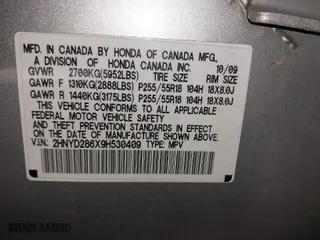 MFD. IN CANADA BY HONDA OF CANADA MFG.,
A DIVISION OF HONDA CANADA INC. 10/09
GVWR 2700KG(5952LBS) TIRE SIZE RIM SIZE
GAWR F 1310KG(2888LBS) P255/55R18 104H 18X8.0J
GAWR R 1440KG(3175LBS) P255/55R18 104H 18X8.0J
THIS VEHICLE CONFORMS TO ALL APPLICABLE
FEDERAL MOTOR VEHICLE SAFETY AND THEFT
PREVENTION STANDARDS IN EFFECT ON THE
DATE OF MANUFACTURE SHOWN ABOVE.
V.I.N.: 2HNYD286X9H530409 TYPE: MPV
DREAMBID